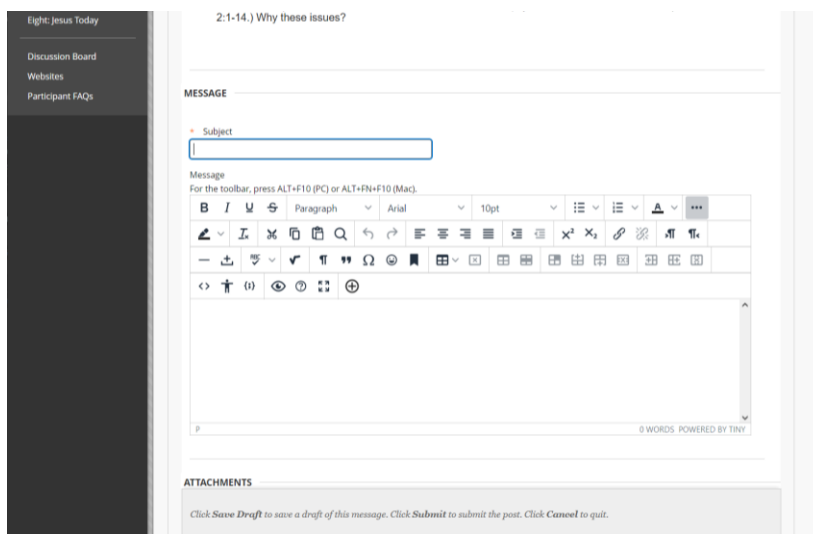 Eight: Jesus Today
2:1-14.) Why these issues?
Discussion Board
Websites
Participant FAQs
MESSAGE
* Subject
Message
For the toolbar, press ALT+F10 (PC) or ALT+FN+F10 (Mac).
B I U S Paragraph Arial 10pt A
P 0 WORDS POWERED BY TINY
ATTACHMENTS
Click Save Draft to save a draft of this message. Click Submit to submit the post. Click Cancel to quit.